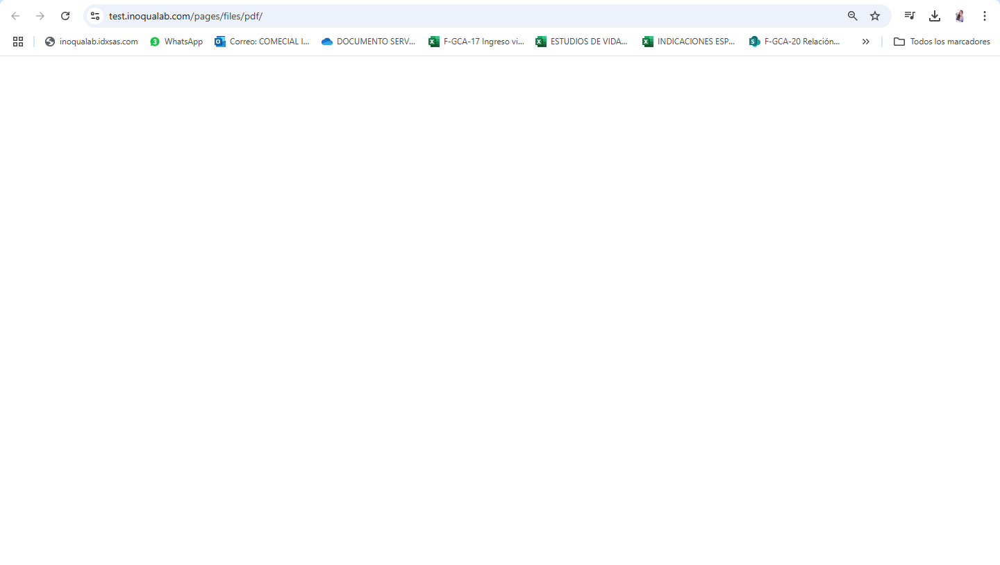 test.inoqualab.com/pages/files/pdf/
inoqualab.idxsas.com 3 WhatsApp Correo: COMECIAL I... DOCUMENTO SERV... F-GCA-17 Ingreso vi... ESTUDIOS DE VIDA... INDICACIONES ESP... F-GCA-20 Relación... Todos los marcadores